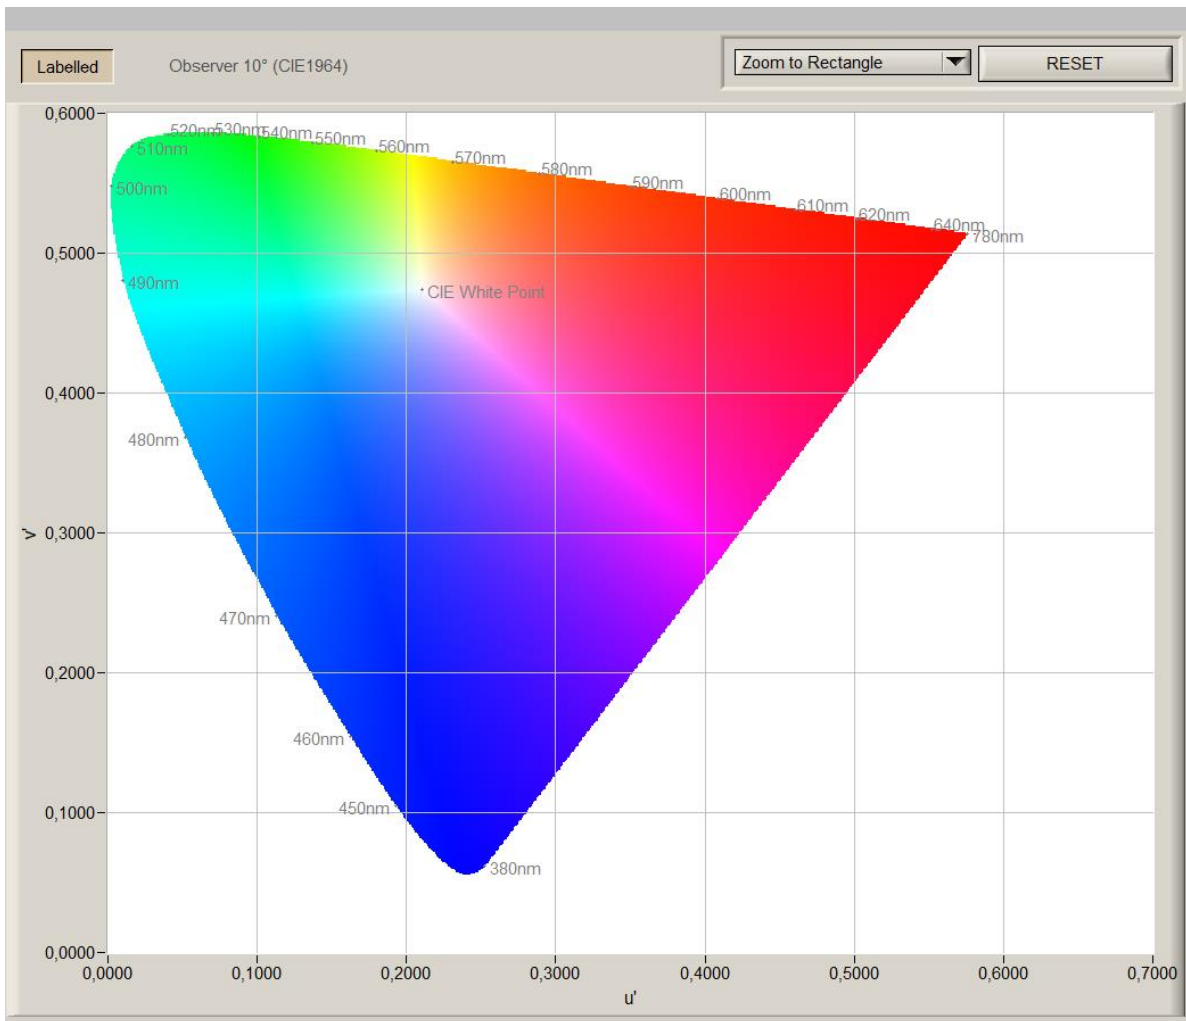 Labelled
Observer 10° (CIE1964)
Zoom to Rectangle
RESET
0,6000
520nm
530nm
540nm
550nm
560nm
510nm
570nm
580nm
590nm
500nm
600nm
610nm
620nm
640nm
780nm
0,5000
490nm
CIE White Point
0,4000
480nm
v'
0,3000
470nm
0,2000
460nm
450nm
0,1000
380nm
0,0000
0,0000
0,1000
0,2000
0,3000
0,4000
0,5000
0,6000
0,7000
u'